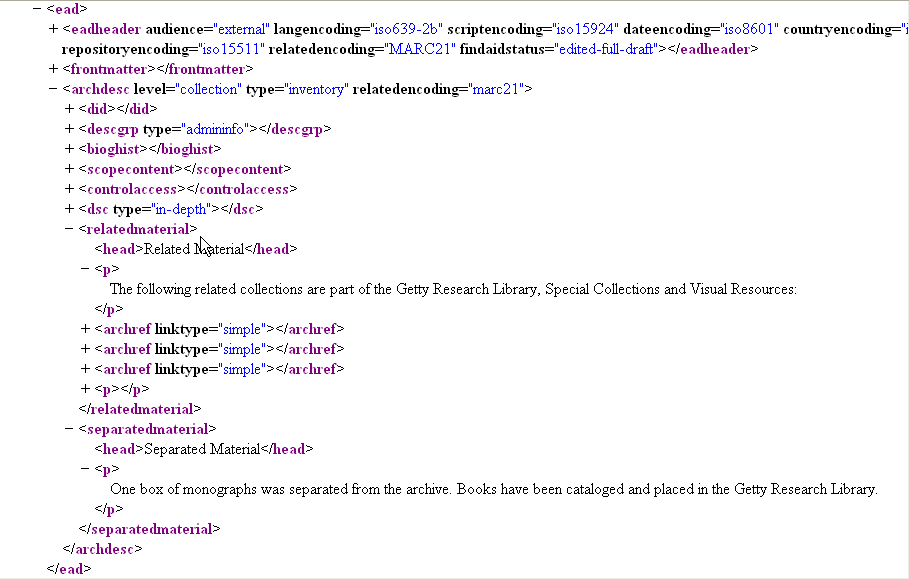 − <ead>
+ <eadheader audience="external" langencoding="iso639-2b" scriptencoding="iso15924" dateencoding="iso8601" countryencoding="i
repositoryencoding="iso15511" relatedencoding="MARC21" findaidstatus="edited-full-draft"></eadheader>
+ <frontmatter></frontmatter>
− <archdesc level="collection" type="inventory" relatedencoding="marc21">
+ <did></did>
+ <descgrp type="admininfo"></descgrp>
+ <bioghist></bioghist>
+ <scopecontent></scopecontent>
+ <controlaccess></controlaccess>
+ <dsc type="in-depth"></dsc>
− <relatedmaterial>
<head>Related Material</head>
− <p>
The following related collections are part of the Getty Research Library, Special Collections and Visual Resources:
</p>
+ <archref linktype="simple"></archref>
+ <archref linktype="simple"></archref>
+ <archref linktype="simple"></archref>
+ <p></p>
</relatedmaterial>
− <separatedmaterial>
<head>Separated Material</head>
− <p>
One box of monographs was separated from the archive. Books have been cataloged and placed in the Getty Research Library.
</p>
</separatedmaterial>
</archdesc>
</ead>